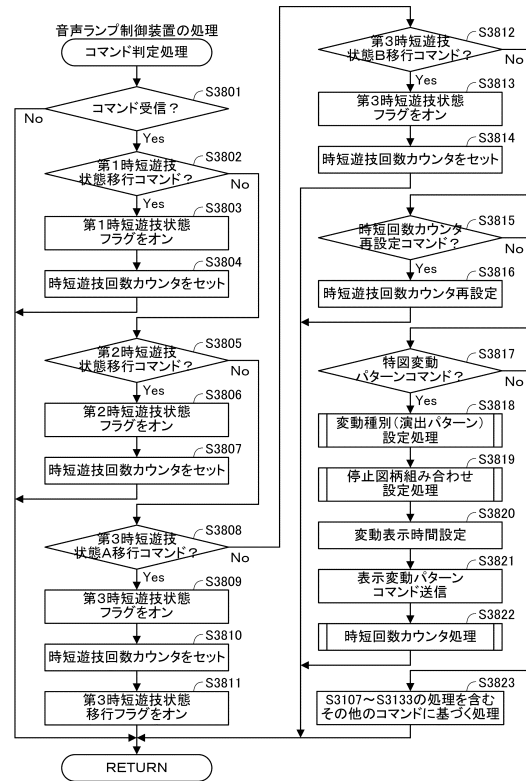 音声ランプ制御装置の処理
コマンド判定処理
S3801
コマンド受信？
No
Yes
S3802
第1時短遊技
状態移行コマンド？
No
Yes
S3803
第1時短遊技状態
フラグをオン
S3804
時短遊技回数カウンタをセット
S3805
第2時短遊技
状態移行コマンド？
No
Yes
S3806
第2時短遊技状態
フラグをオン
S3807
時短遊技回数カウンタをセット
S3808
第3時短遊技
状態A移行コマンド？
No
Yes
S3809
第3時短遊技状態
フラグをオン
S3810
時短遊技回数カウンタをセット
S3811
第3時短遊技状態
移行フラグをオン
RETURN
S3812
第3時短遊技
状態B移行コマンド？
No
Yes
S3813
第3時短遊技状態
フラグをオン
S3814
時短遊技回数カウンタをセット
S3815
時短回数カウンタ
再設定コマンド？
No
Yes
S3816
時短遊技回数カウンタ再設定
S3817
特図変動
パターンコマンド？
No
Yes
S3818
変動種別(演出パターン)
設定処理
S3819
停止図柄組み合わせ
設定処理
S3820
変動表示時間設定
S3821
表示変動パターン
コマンド送信
S3822
時短回数カウンタ処理
S3823
S3107～S3133の処理を含む
その他のコマンドに基づく処理